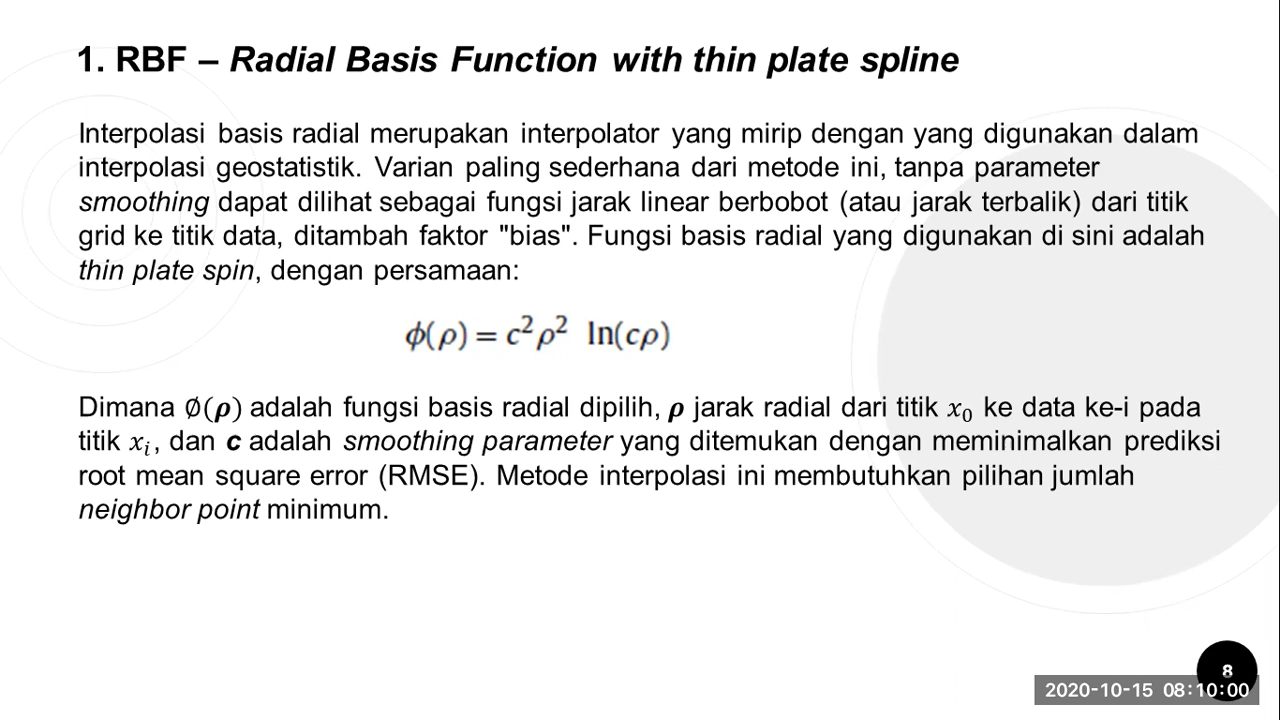 1. RBF – Radial Basis Function with thin plate spline
Interpolasi basis radial merupakan interpolator yang mirip dengan yang digunakan dalam
interpolasi geostatistik. Varian paling sederhana dari metode ini, tanpa parameter
smoothing dapat dilihat sebagai fungsi jarak linear berbobot (atau jarak terbalik) dari titik
grid ke titik data, ditambah faktor "bias". Fungsi basis radial yang digunakan di sini adalah
thin plate spin, dengan persamaan:
ϕ(ρ) = c²ρ² ln(cρ)
Dimana ∅(ρ) adalah fungsi basis radial dipilih, ρ jarak radial dari titik x₀ ke data ke-i pada
titik xᵢ, dan c adalah smoothing parameter yang ditemukan dengan meminimalkan prediksi
root mean square error (RMSE). Metode interpolasi ini membutuhkan pilihan jumlah
neighbor point minimum.
8
2020-10-15 08:10:00